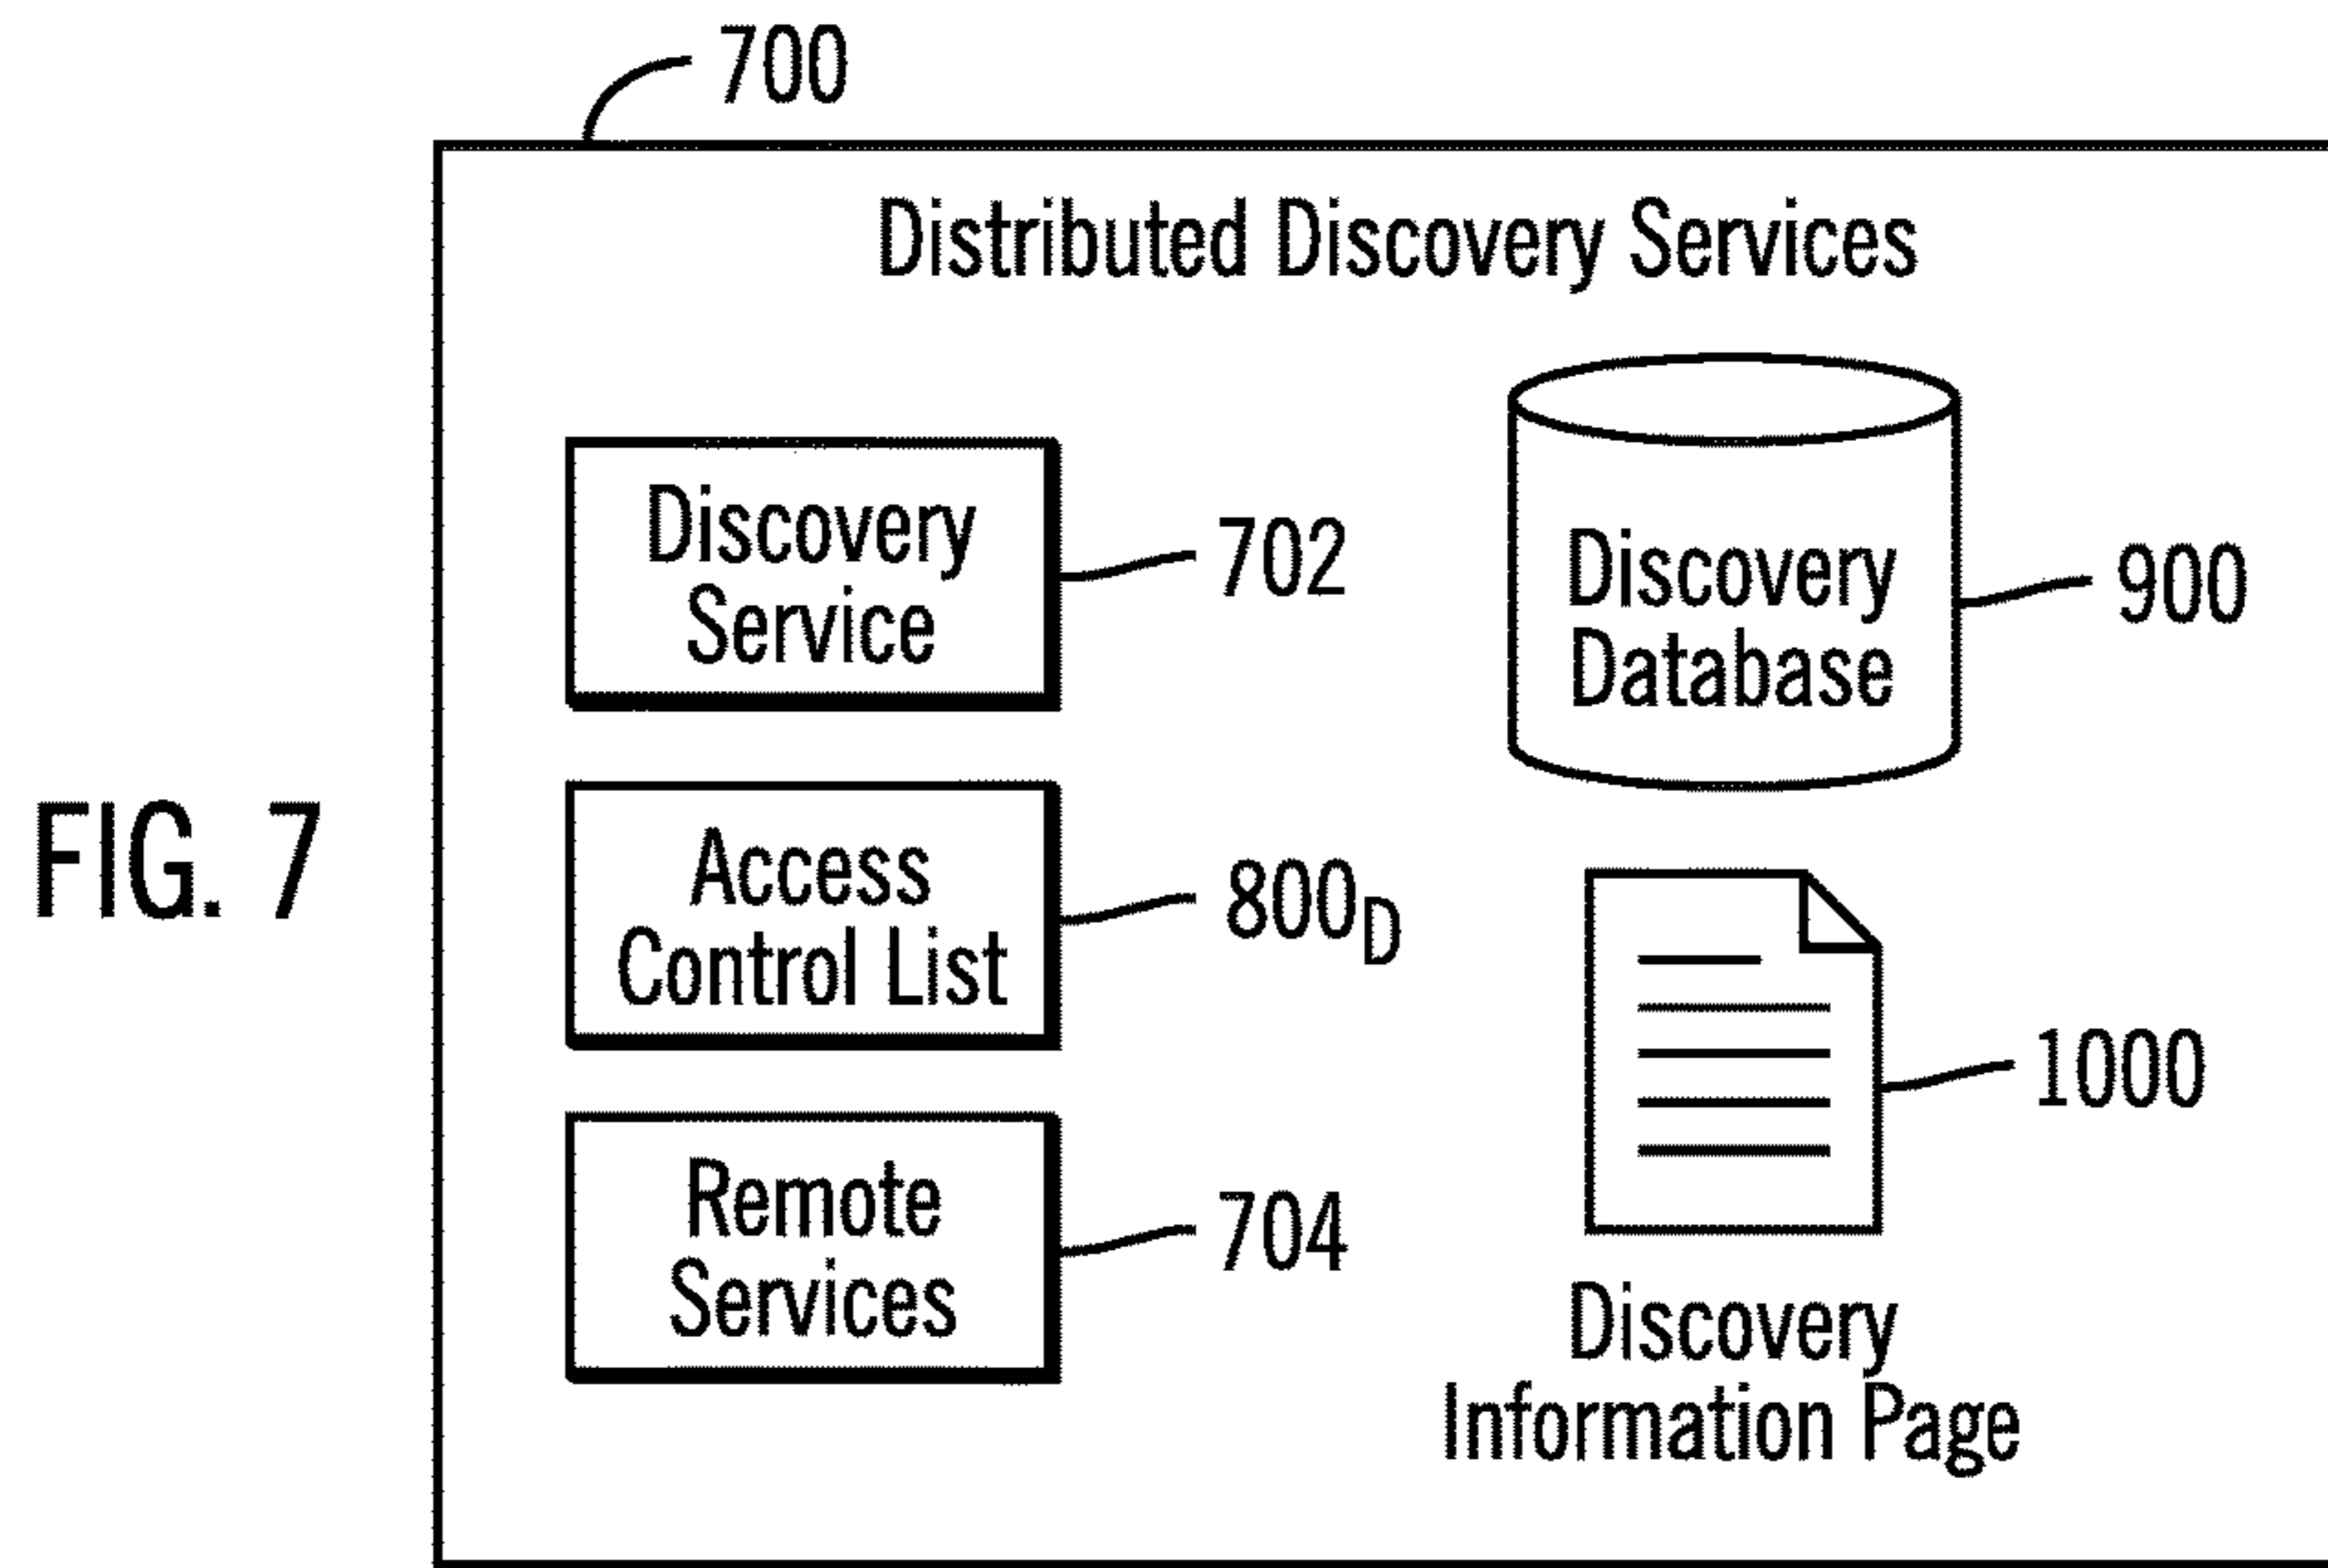 700
Distributed Discovery Services
Discovery
Service
702
Discovery
Database
900
FIG. 7
Access
Control List
800D
1000
Remote
Services
704
Discovery
Information Page